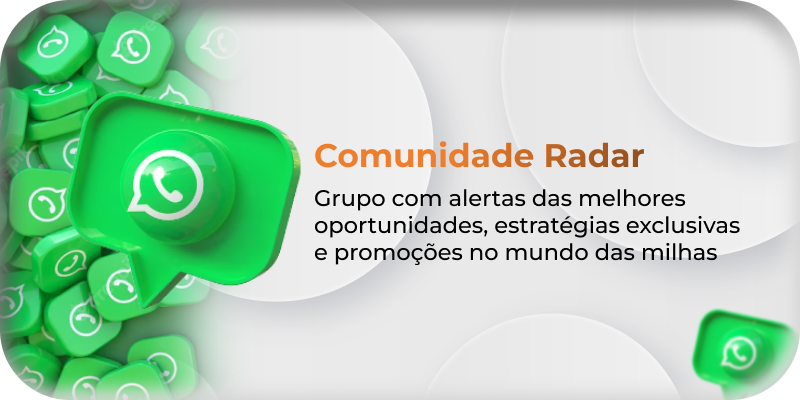 Comunidade Radar
Grupo com alertas das melhores
oportunidades, estratégias exclusivas
e promoções no mundo das milhas